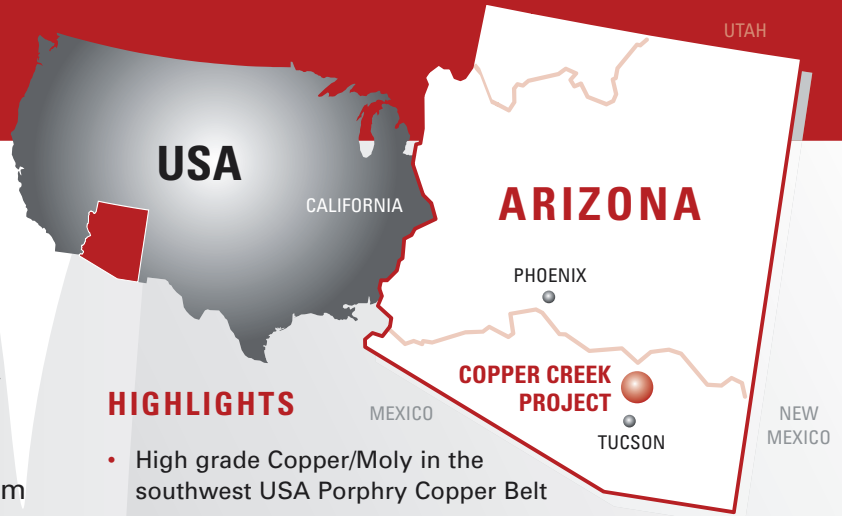 UTAH
USA
CALIFORNIA
ARIZONA
PHOENIX
COPPER CREEK
PROJECT
TUCSON
MEXICO
NEW
MEXICO
HIGHLIGHTS
• High grade Copper/Moly in the
southwest USA Porphry Copper Belt
m